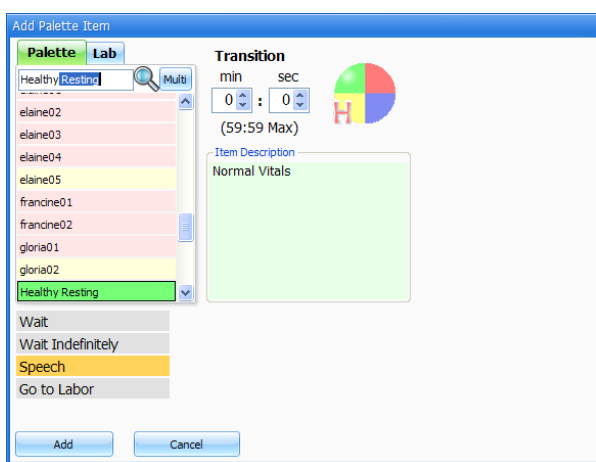 Add Palette Item
Palette Lab
Healthy Resting Multi
elaine02
elaine03
elaine04
elaine05
francine01
francine02
gloria01
gloria02
Healthy Resting
Wait
Wait Indefinitely
Speech
Go to Labor
Add Cancel
Transition
min sec
0 : 0
(59:59 Max)
H
Item Description
Normal Vitals